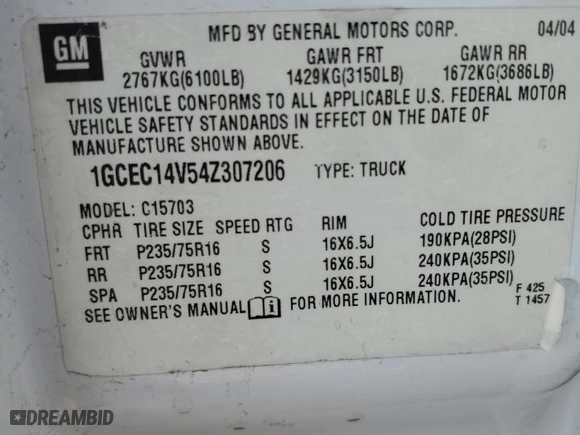 GM
MFD BY GENERAL MOTORS CORP. 04/04
GVWR GAWR FRT GAWR RR
2767KG(6100LB) 1429KG(3150LB) 1672KG(3686LB)
THIS VEHICLE CONFORMS TO ALL APPLICABLE U.S. FEDERAL MOTOR
VEHICLE SAFETY STANDARDS IN EFFECT ON THE DATE OF
MANUFACTURE SHOWN ABOVE.
1GCEC14V54Z307206 TYPE: TRUCK
MODEL: C15703
CPHR TIRE SIZE SPEED RTG RIM COLD TIRE PRESSURE
FRT P235/75R16 S 16X6.5J 190KPA(28PSI)
RR P235/75R16 S 16X6.5J 240KPA(35PSI)
SPA P235/75R16 S 16X6.5J 240KPA(35PSI)
SEE OWNER'S MANUAL i FOR MORE INFORMATION.
F 425
T 1457
DREAMBID